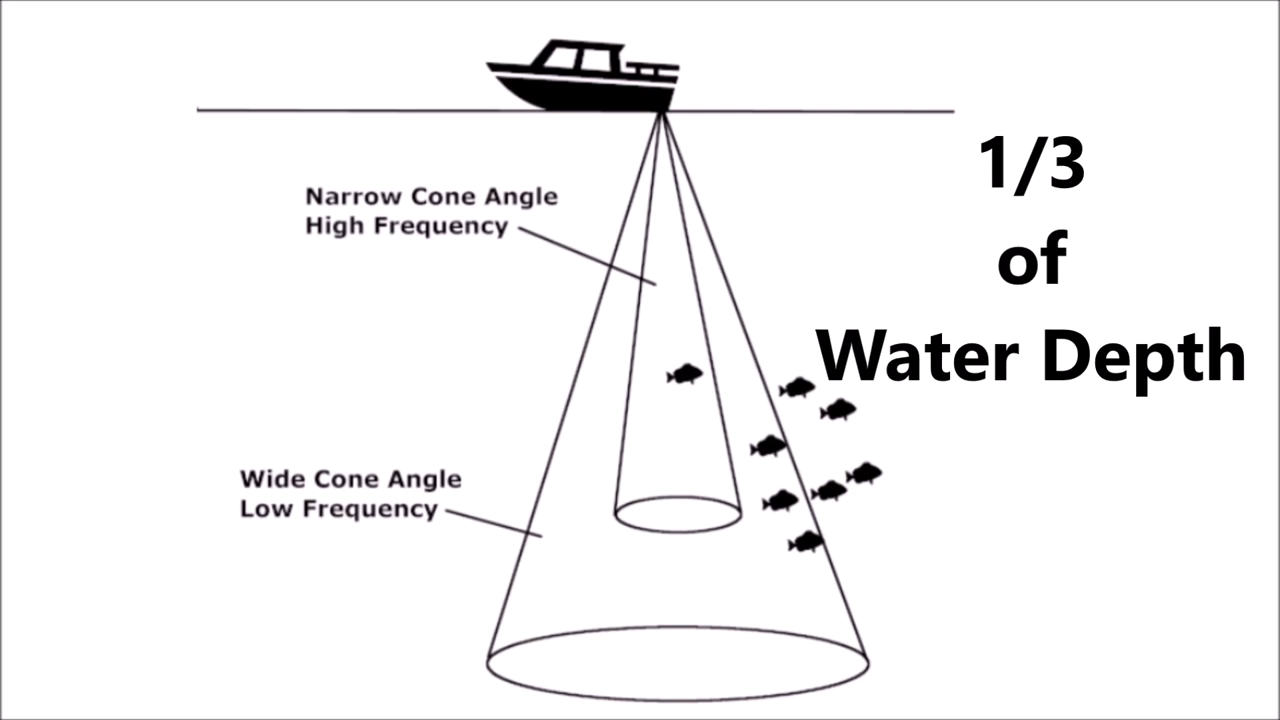 Narrow Cone Angle
High Frequency
1/3
of
Water Depth
Wide Cone Angle
Low Frequency